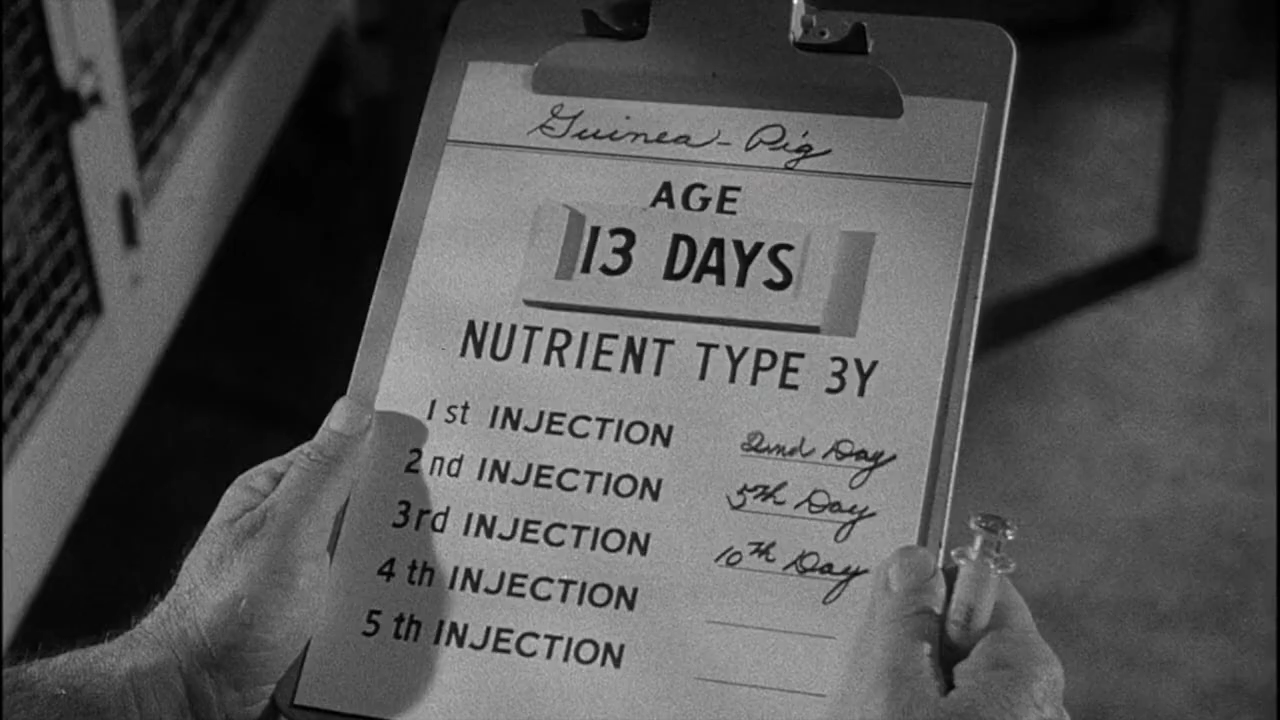 Guinea-Pig
AGE
13 DAYS
NUTRIENT TYPE 3Y
1st INJECTION 2nd Day
2nd INJECTION 5th Day
3rd INJECTION 10th Day
4th INJECTION
5th INJECTION